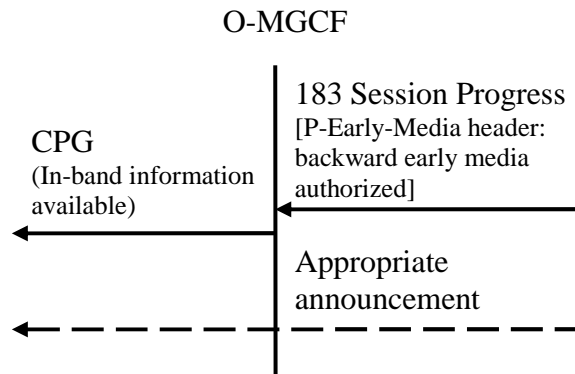 O-MGCF
183 Session Progress
[P-Early-Media header:
backward early media
authorized]
CPG
(In-band information
available)
Appropriate
announcement